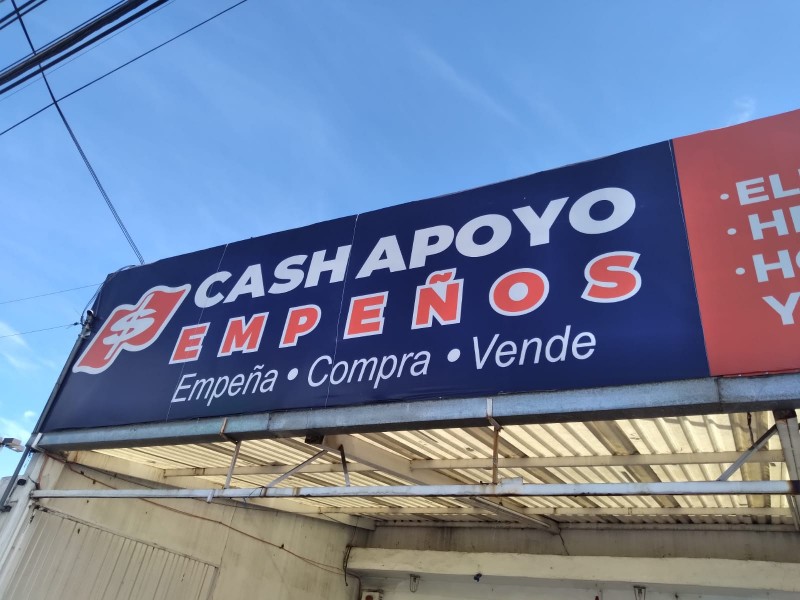 CASH APOYO
EMPEÑOS
Empeña • Compra • Vende